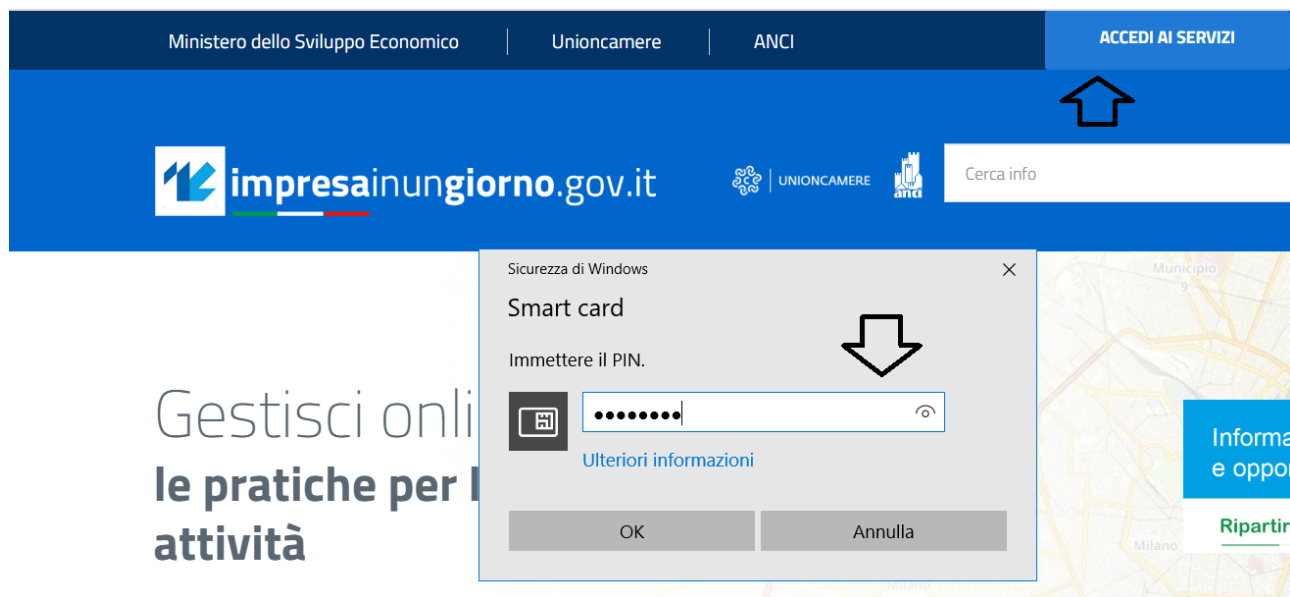 Ministero dello Sviluppo Economico
Unioncamere
ANCI
ACCEDI AI SERVIZI
impresainungiorno.gov.it
UNIONCAMERE
anci
Cerca info
Sicurezza di Windows
Smart card
Immettere il PIN.
••••••••
Ulteriori informazioni
OK
Annulla
Gestisci onli
le pratiche per l
attività
Municipio
9
Informa
e oppor
Ripartir
Milano
Milano